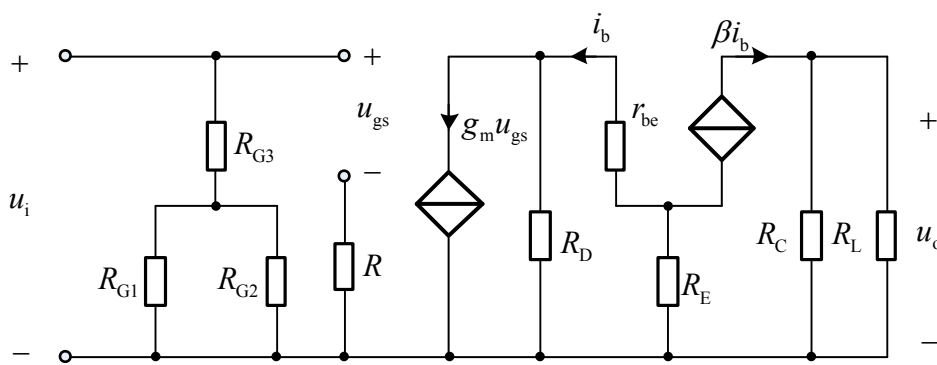 +
u_i
−
R_G3
R_G1
R_G2
+
u_gs
−
R
g_m u_gs
R_D
i_b
r_be
R_E
βi_b
R_C
R_L
+
u_o
−